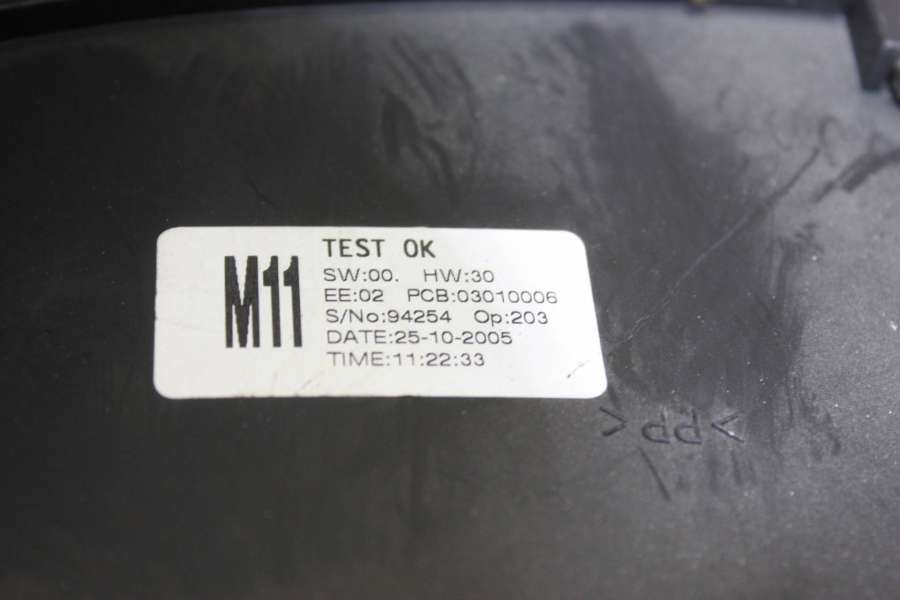 M11
TEST OK
SW:00. HW:30
EE:02 PCB:03010006
S/No:94254 Op:203
DATE:25-10-2005
TIME:11:22:33
>PP<